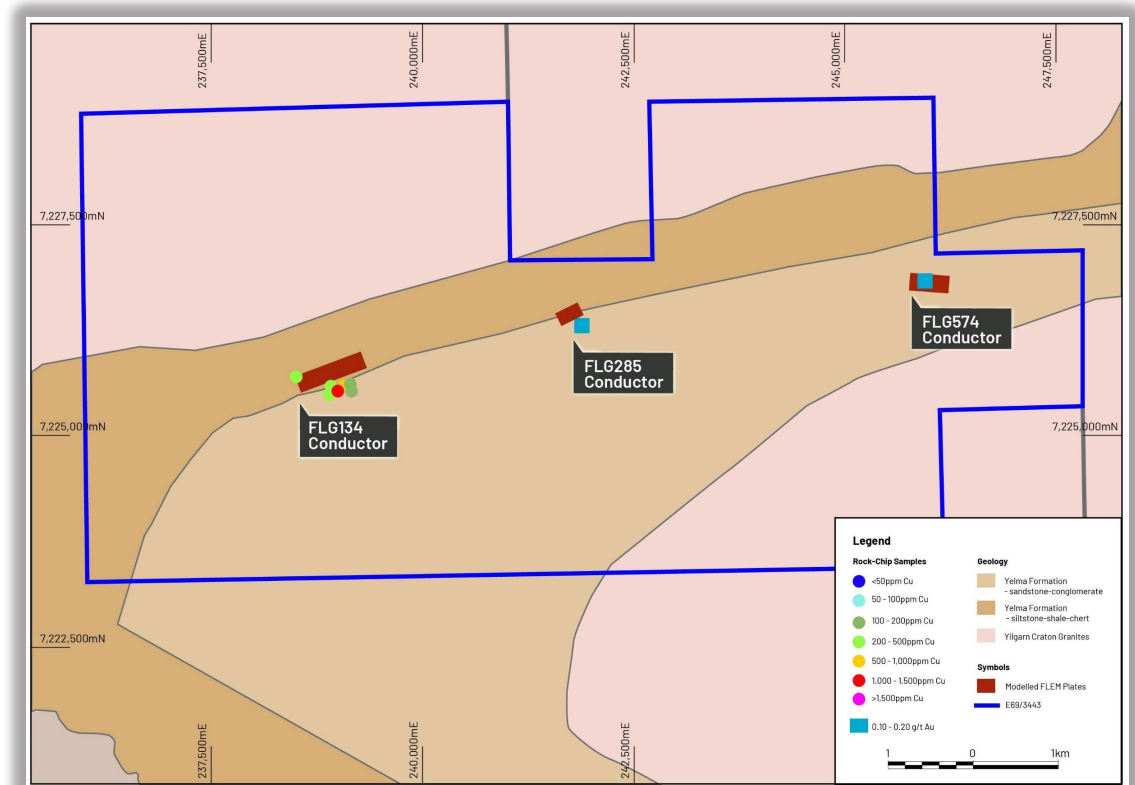 237,500mE
240,000mE
242,500mE
245,000mE
247,500mE
7,227,500mN
7,227,500mN
FLG574
Conductor
FLG285
Conductor
FLG134
Conductor
7,225,000mN
7,225,000mN
7,222,500mN
237,500mE
240,000mE
242,500mE
Legend
Rock-Chip Samples
<50ppm Cu
50 - 100ppm Cu
100 - 200ppm Cu
200 - 500ppm Cu
500 - 1,000ppm Cu
1,000 - 1,500ppm Cu
>1,500ppm Cu
0.10 - 0.20 g/t Au
Geology
Yelma Formation
- sandstone-conglomerate
Yelma Formation
- siltstone-shale-chert
Yilgarn Craton Granites
Symbols
Modelled FLEM Plates
E69/3443
1 0 1km